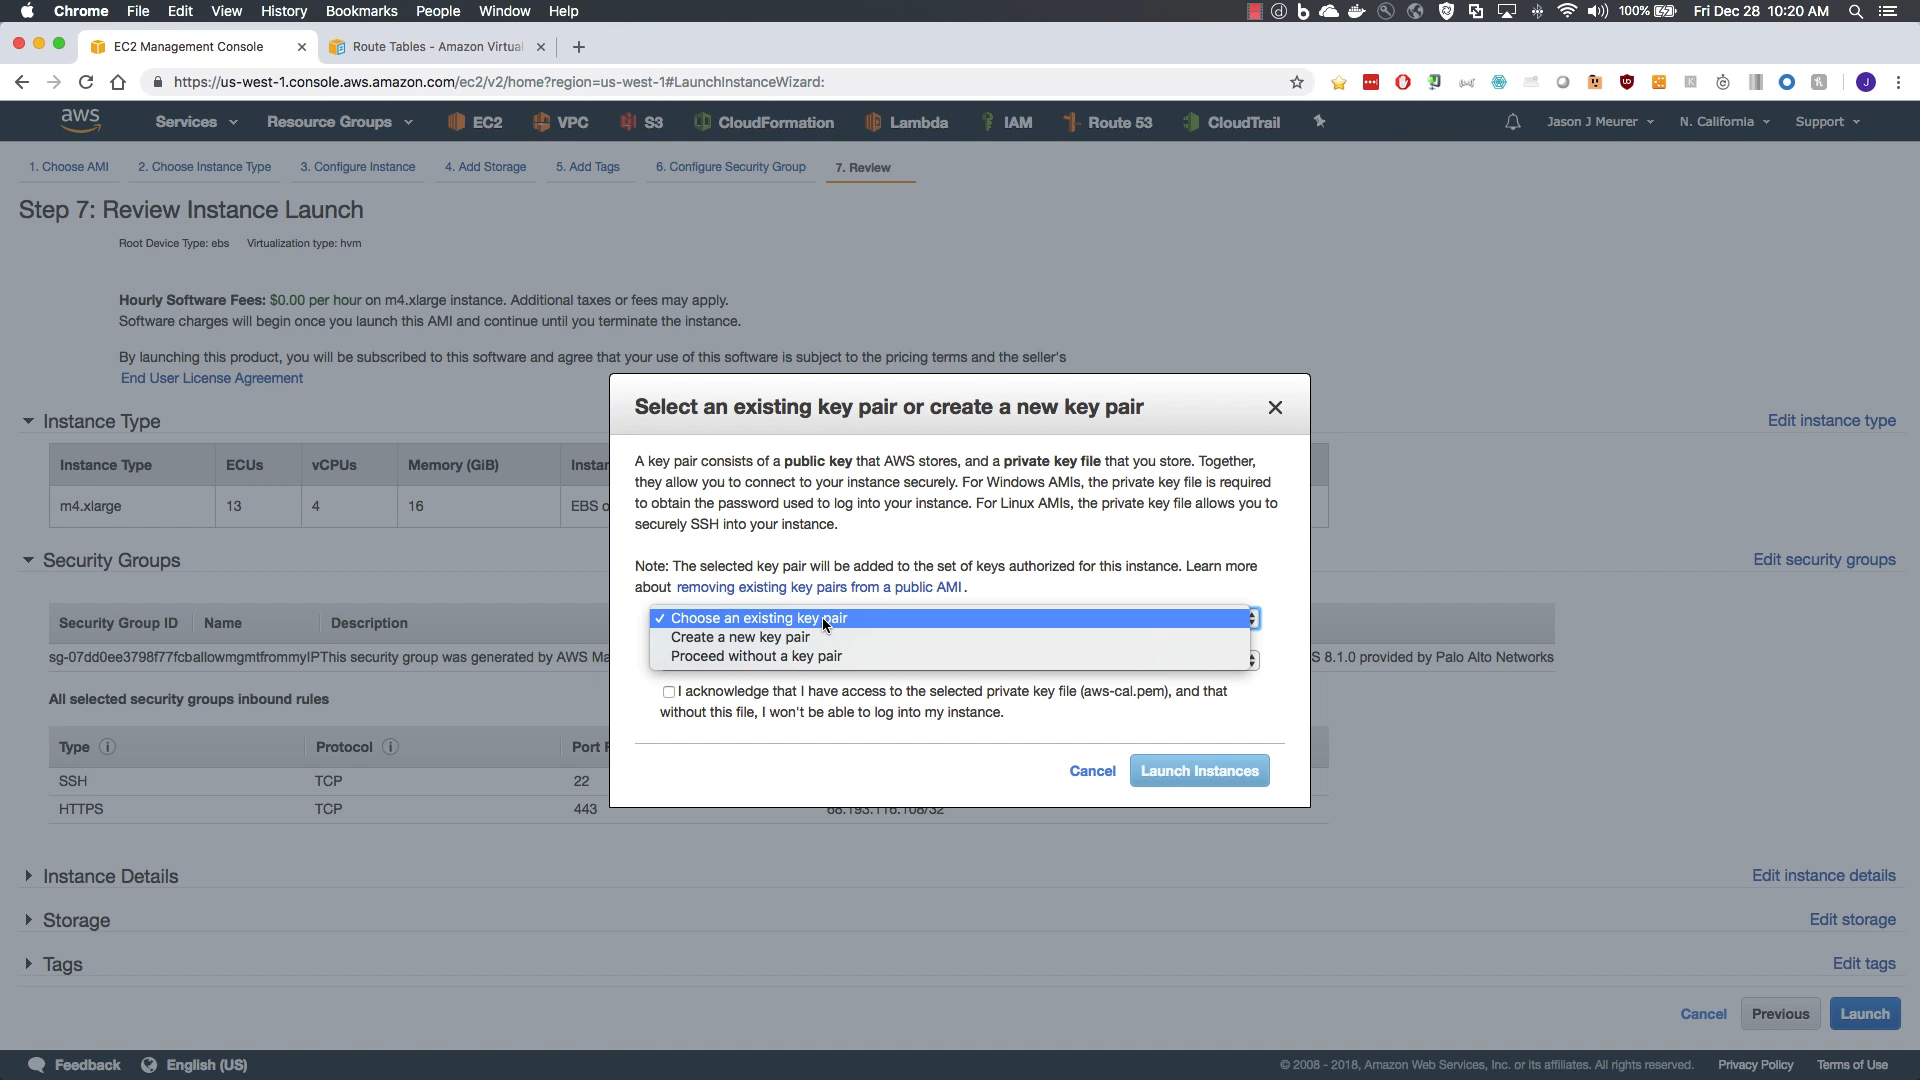 Chrome File Edit View History Bookmarks People Window Help 100% Fri Dec 28 10:20 AM
EC2 Management Console Route Tables - Amazon Virtual
https://us-west-1.console.aws.amazon.com/ec2/v2/home?region=us-west-1#LaunchInstanceWizard:
aws Services Resource Groups EC2 VPC S3 CloudFormation Lambda IAM Route 53 CloudTrail Jason J Meurer N. California Support
1. Choose AMI 2. Choose Instance Type 3. Configure Instance 4. Add Storage 5. Add Tags 6. Configure Security Group 7. Review
Step 7: Review Instance Launch
Root Device Type: ebs Virtualization type: hvm
Hourly Software Fees: $0.00 per hour on m4.xlarge instance. Additional taxes or fees may apply.
Software charges will begin once you launch this AMI and continue until you terminate the instance.
By launching this product, you will be subscribed to this software and agree that your use of this software is subject to the pricing terms and the seller's
End User License Agreement
Instance Type Edit instance type
Instance Type ECUs vCPUs Memory (GiB) Instar
m4.xlarge 13 4 16 EBS o
Security Groups Edit security groups
Security Group ID Name Description
sg-07dd0ee3798f77fcballowmgmtfrommyIPThis security group was generated by AWS Ma S 8.1.0 provided by Palo Alto Networks
All selected security groups inbound rules
Type Protocol Port F
SSH TCP 22
HTTPS TCP 443 68.193.116.108/32
Instance Details Edit instance details
Storage Edit storage
Tags Edit tags
Cancel Previous Launch
Select an existing key pair or create a new key pair
A key pair consists of a public key that AWS stores, and a private key file that you store. Together,
they allow you to connect to your instance securely. For Windows AMIs, the private key file is required
to obtain the password used to log into your instance. For Linux AMIs, the private key file allows you to
securely SSH into your instance.
Note: The selected key pair will be added to the set of keys authorized for this instance. Learn more
about removing existing key pairs from a public AMI.
Choose an existing key pair
Create a new key pair
Proceed without a key pair
I acknowledge that I have access to the selected private key file (aws-cal.pem), and that
without this file, I won't be able to log into my instance.
Cancel Launch Instances
Feedback English (US) © 2008 - 2018, Amazon Web Services, Inc. or its affiliates. All rights reserved. Privacy Policy Terms of Use